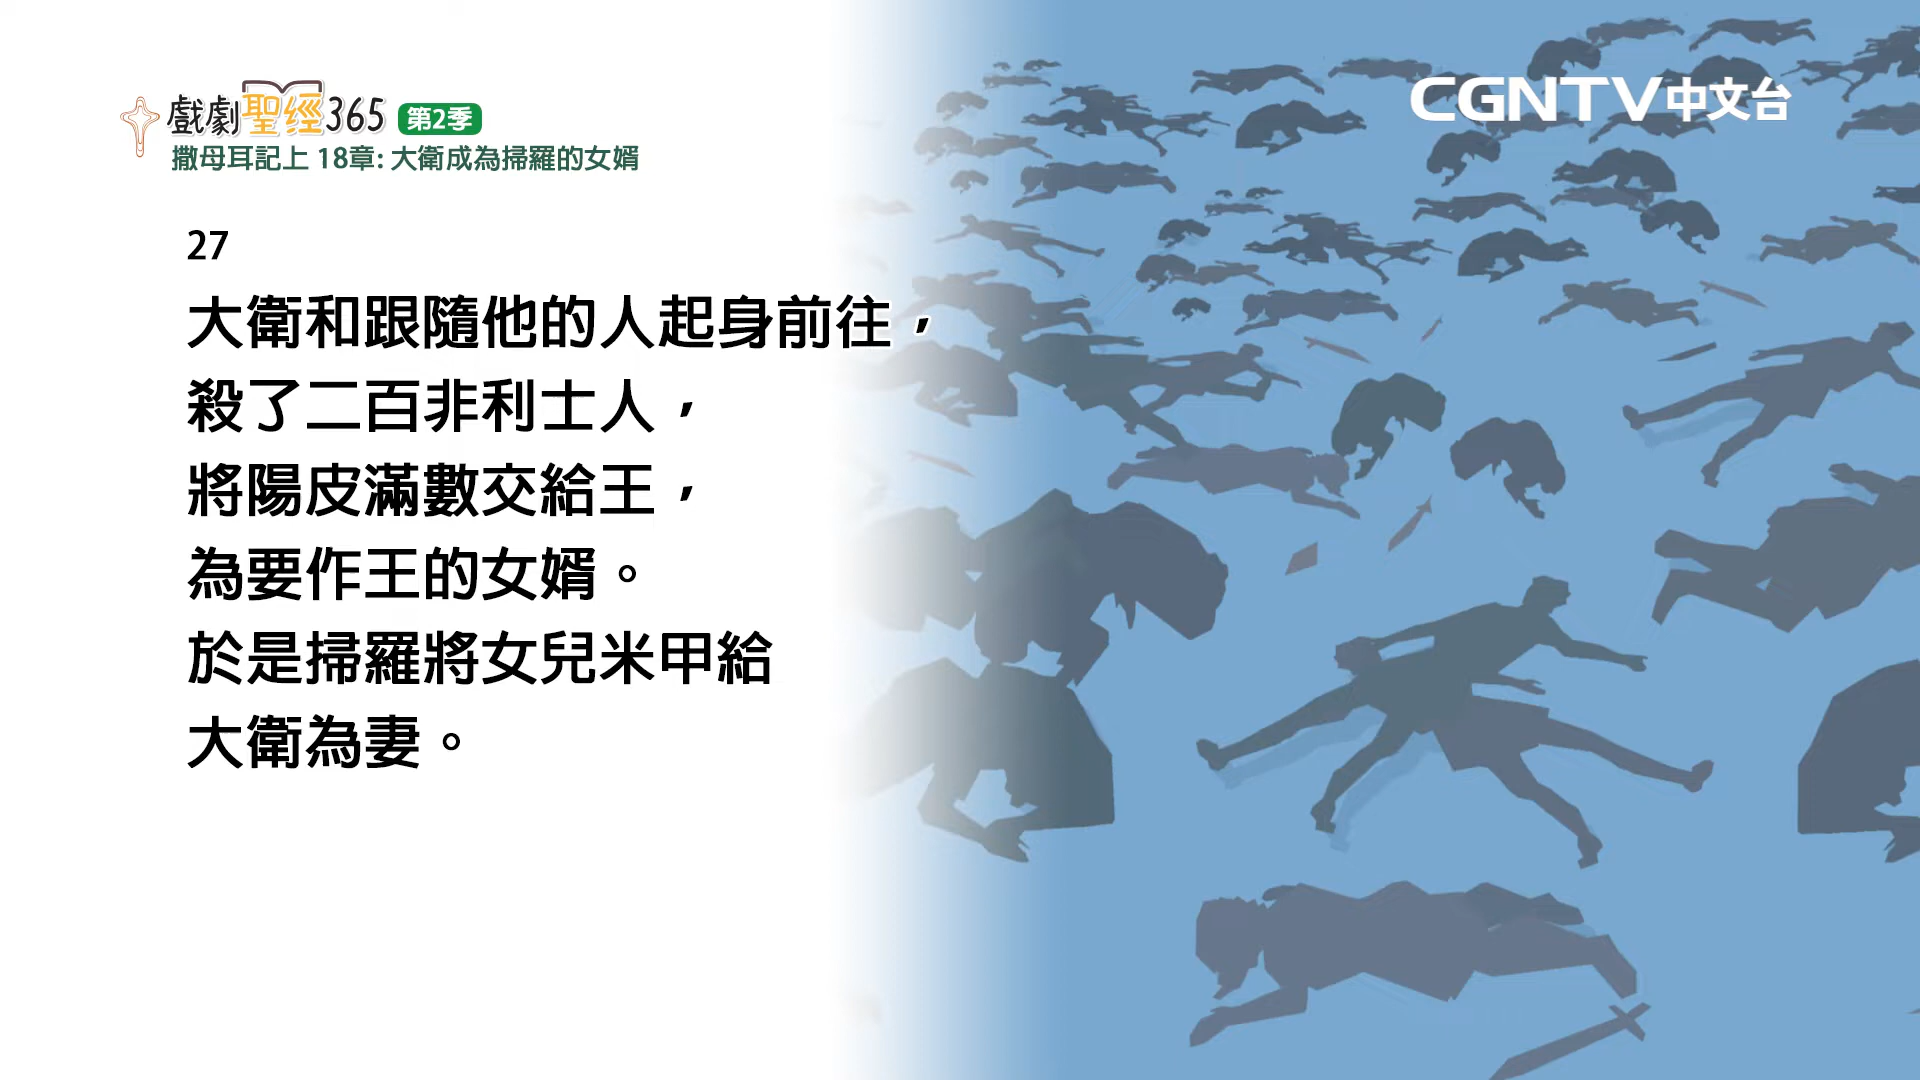 戲劇聖經365 第2季
CGNTV中文台
撒母耳記上 18章: 大衛成為掃羅的女婿
27
大衛和跟隨他的人起身前往，
殺了二百非利士人，
將陽皮滿數交給王，
為要作王的女婿。
於是掃羅將女兒米甲給
大衛為妻。